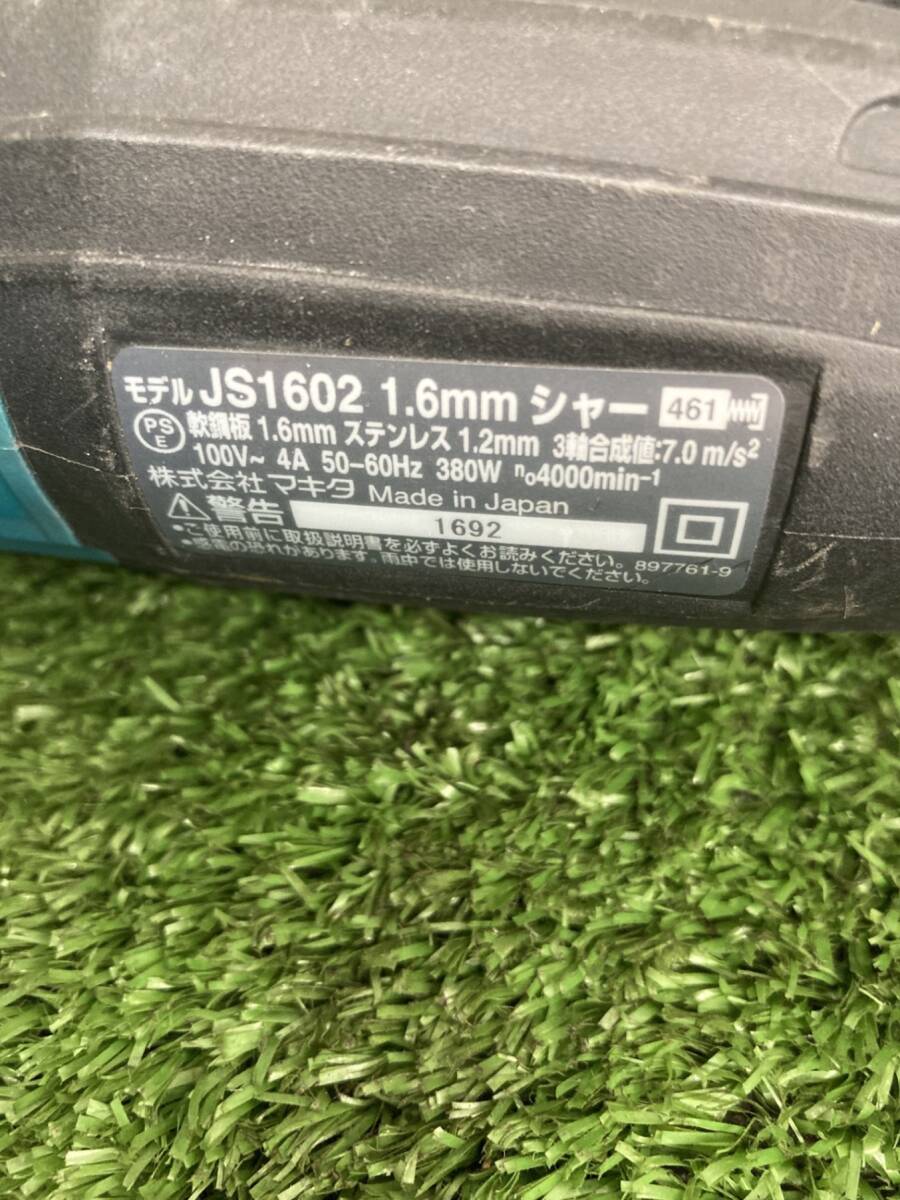 モデル JS1602 1.6mm シャー 461
PS E 軟鋼板 1.6mm ステンレス 1.2mm 3軸合成値:7.0 m/s²
100V~ 4A 50-60Hz 380W n₀4000min⁻¹
株式会社マキタ Made in Japan
警告 1692
•ご使用前に取扱説明書を必ずよくお読みください。 897761-9
•感電の恐れがあります。雨中では使用しないでください。